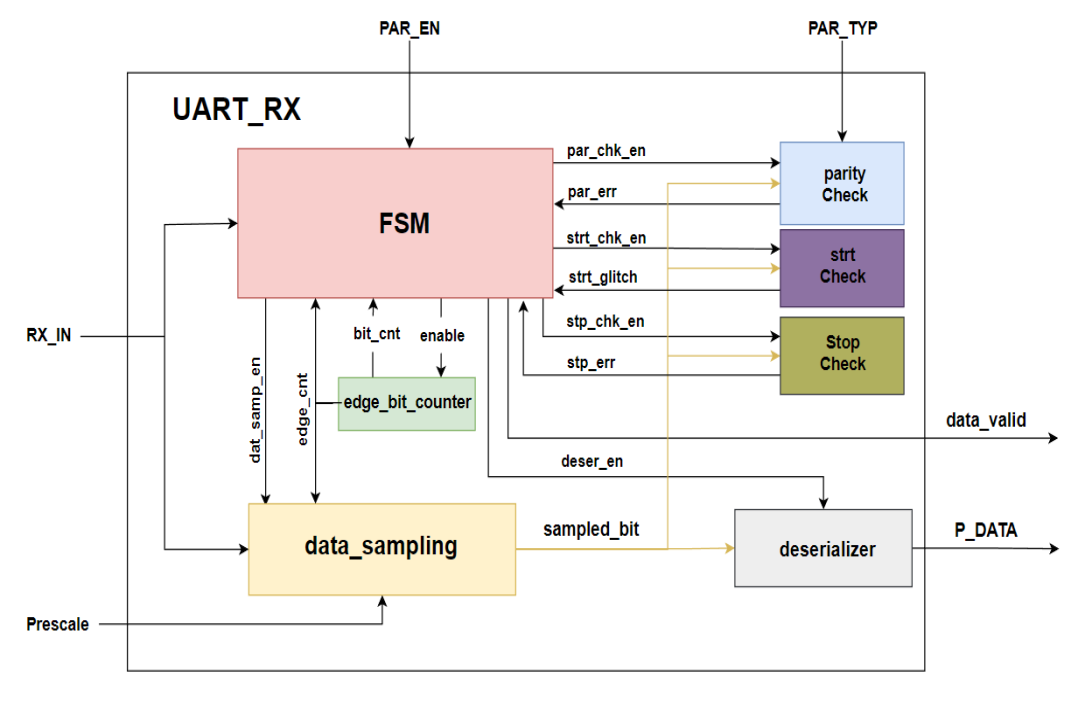 PAR_EN
PAR_TYP
UART_RX
FSM
par_chk_en
par_err
parity
Check
strt_chk_en
strt_glitch
strt
Check
RX_IN
bit_cnt
enable
stp_chk_en
stp_err
Stop
Check
dat_samp_en
edge_cnt
edge_bit_counter
data_valid
deser_en
data_sampling
sampled_bit
deserializer
P_DATA
Prescale